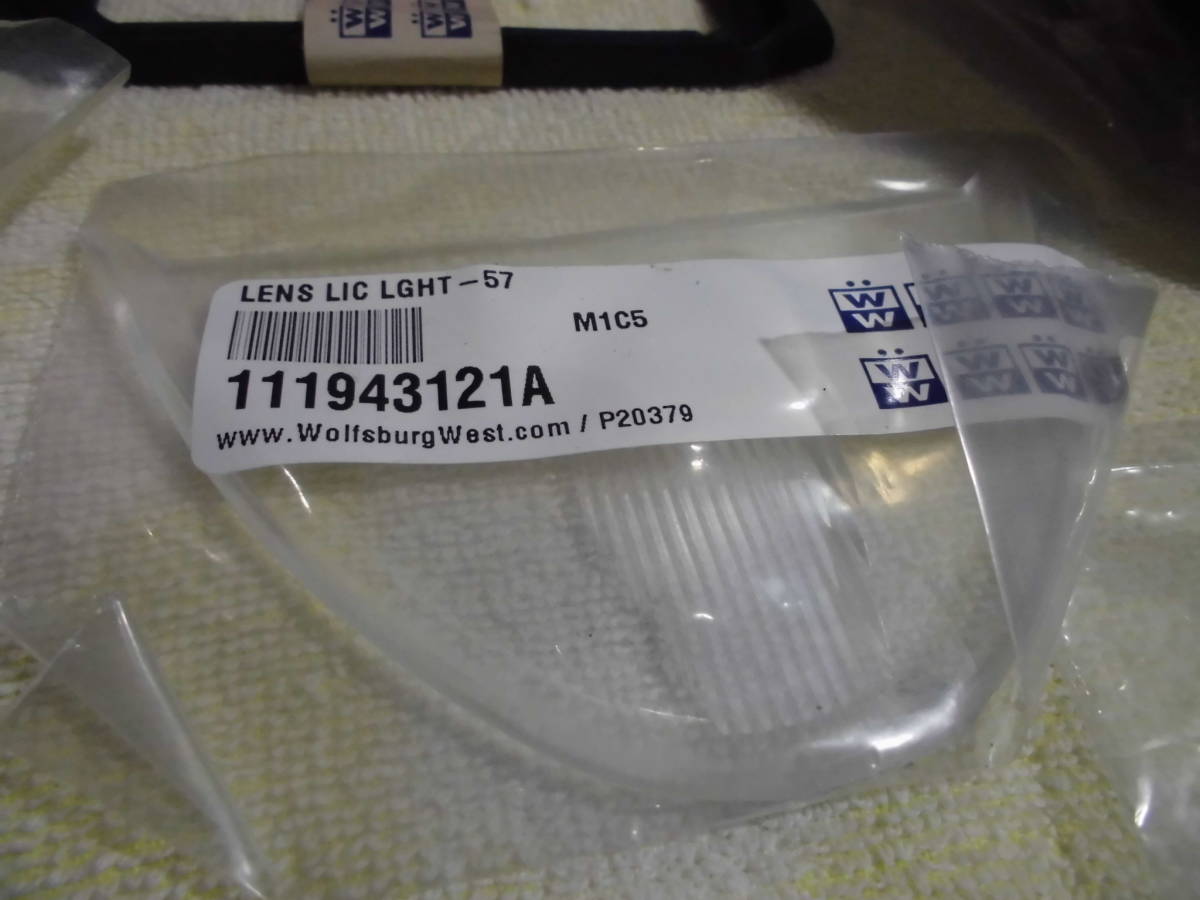 LENS LIC LGHT-57
M1C5
111943121A
www.WolfsburgWest.com / P20379
W W
W W